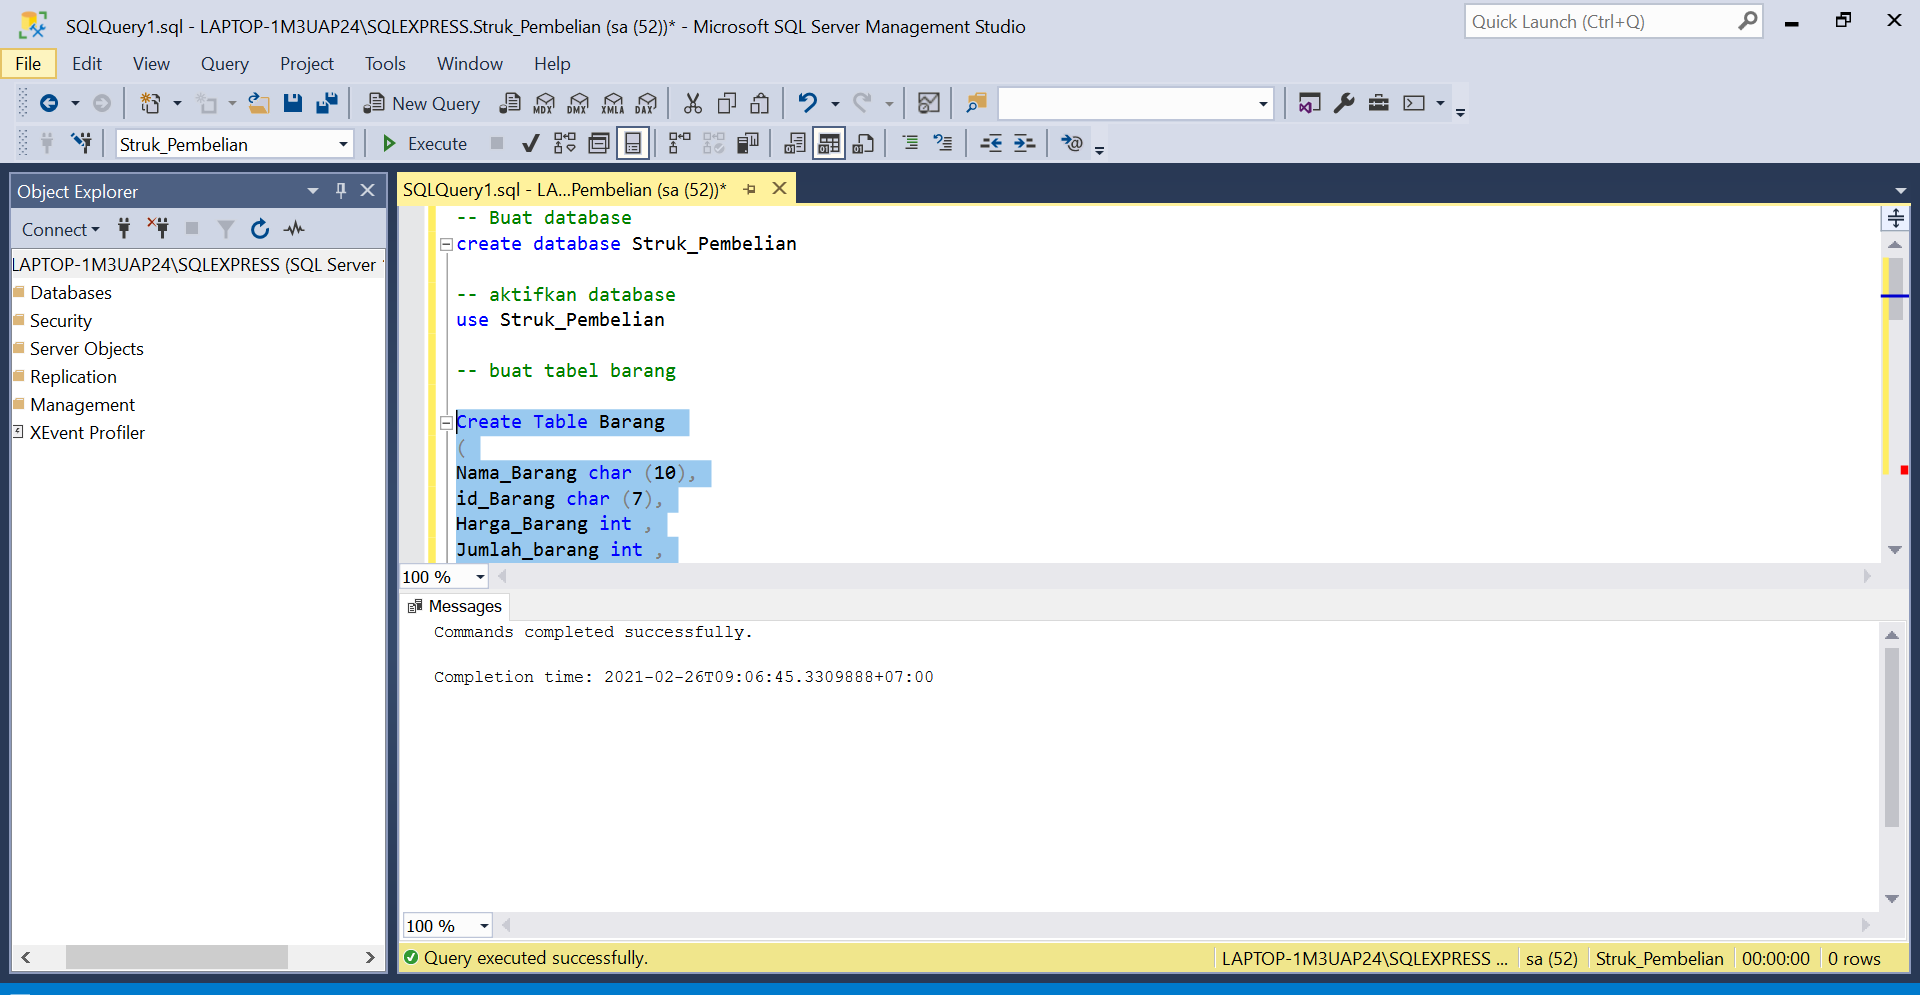 SQLQuery1.sql - LAPTOP-1M3UAP24\SQLEXPRESS.Struk_Pembelian (sa (52))* - Microsoft SQL Server Management Studio
Quick Launch (Ctrl+Q)
File Edit View Query Project Tools Window Help
New Query MDX DMX XMLA DAX
Struk_Pembelian Execute
Object Explorer
Connect
LAPTOP-1M3UAP24\SQLEXPRESS (SQL Server
Databases
Security
Server Objects
Replication
Management
XEvent Profiler
SQLQuery1.sql - LA...Pembelian (sa (52))*
-- Buat database
create database Struk_Pembelian
-- aktifkan database
use Struk_Pembelian
-- buat tabel barang
Create Table Barang
(
Nama_Barang char (10),
id_Barang char (7),
Harga_Barang int ,
Jumlah_barang int ,
100 %
Messages
Commands completed successfully.
Completion time: 2021-02-26T09:06:45.3309888+07:00
100 %
Query executed successfully.
LAPTOP-1M3UAP24\SQLEXPRESS ... sa (52) Struk_Pembelian 00:00:00 0 rows